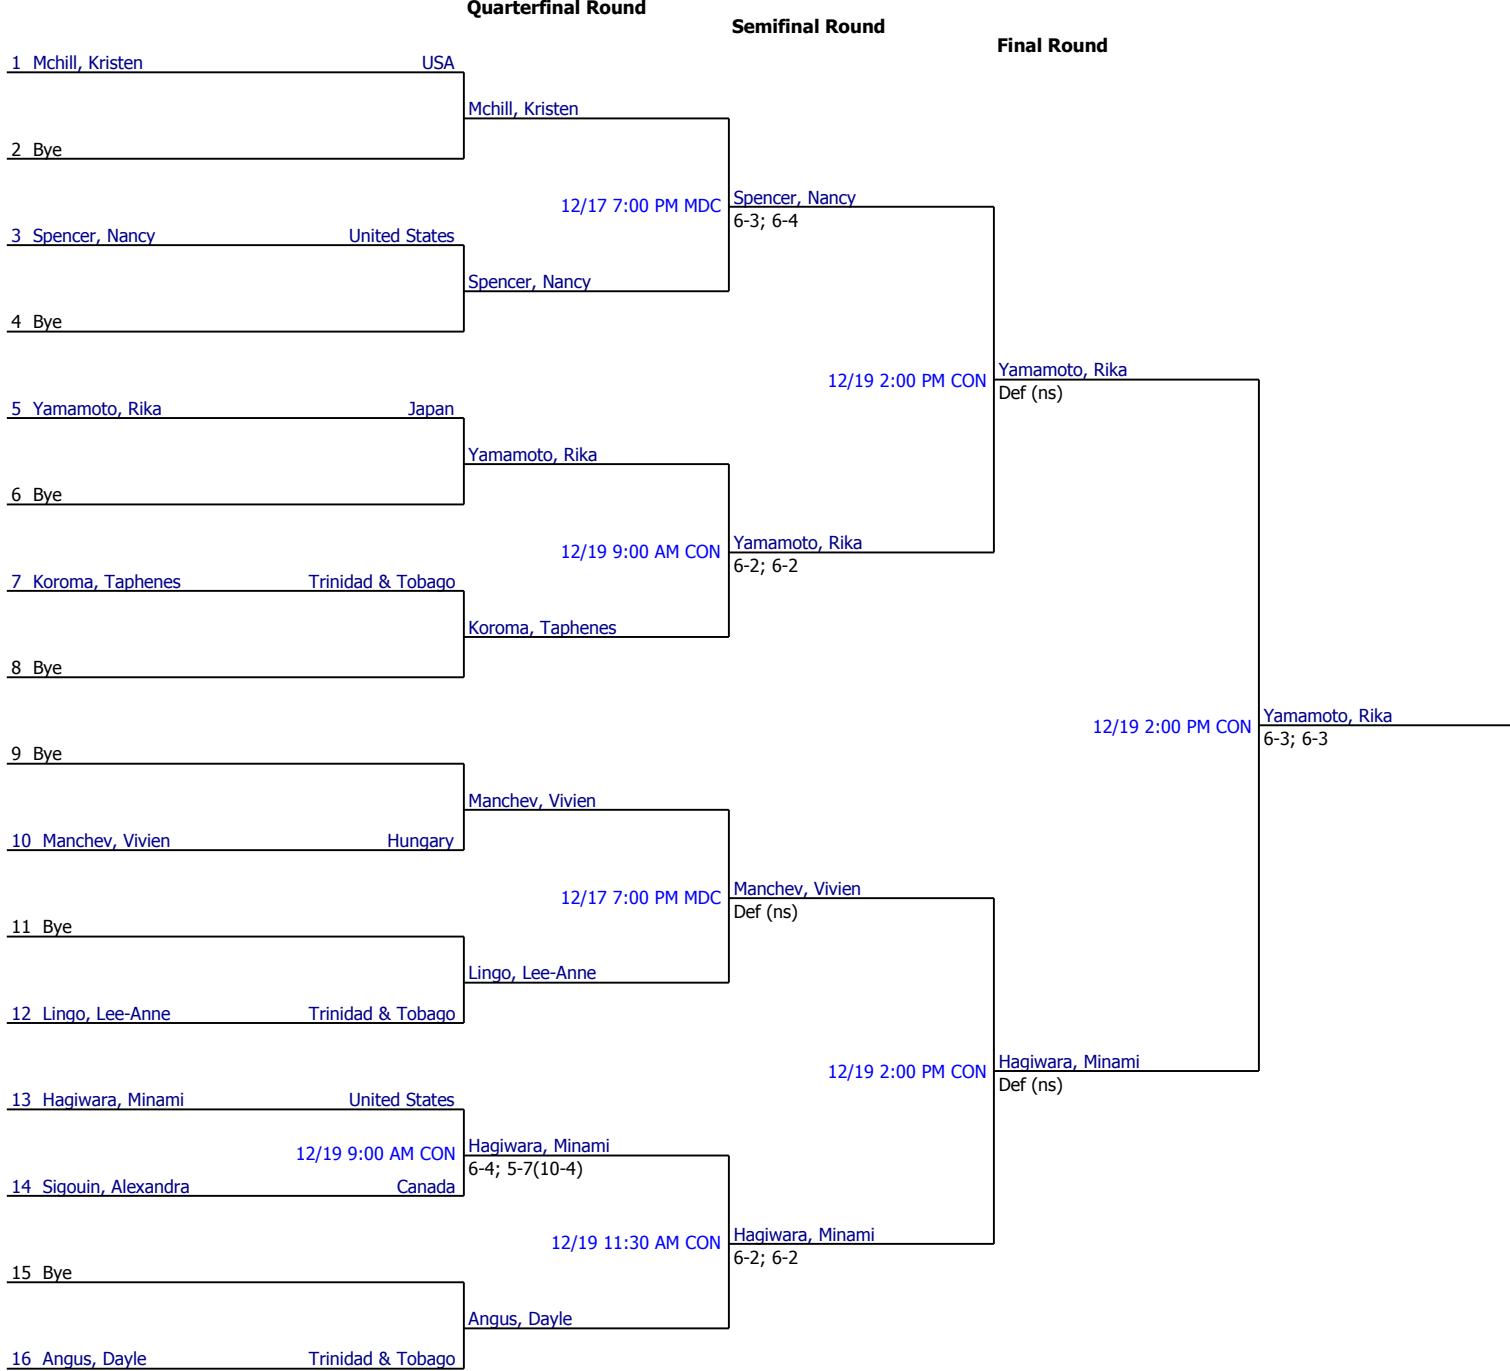 Quarterfinal Round
Semifinal Round
Final Round
1 Mchill, Kristen USA
Mchill, Kristen
2 Bye
12/17 7:00 PM MDC Spencer, Nancy
6-3; 6-4
3 Spencer, Nancy United States
Spencer, Nancy
4 Bye
12/19 2:00 PM CON Yamamoto, Rika
Def (ns)
5 Yamamoto, Rika Japan
Yamamoto, Rika
6 Bye
12/19 9:00 AM CON Yamamoto, Rika
6-2; 6-2
7 Koroma, Taphenes Trinidad & Tobago
Koroma, Taphenes
8 Bye
12/19 2:00 PM CON Yamamoto, Rika
6-3; 6-3
9 Bye
Manchev, Vivien
10 Manchev, Vivien Hungary
12/17 7:00 PM MDC Manchev, Vivien
Def (ns)
11 Bye
Lingo, Lee-Anne
12 Lingo, Lee-Anne Trinidad & Tobago
12/19 2:00 PM CON Hagiwara, Minami
Def (ns)
13 Hagiwara, Minami United States
12/19 9:00 AM CON Hagiwara, Minami
6-4; 5-7(10-4)
14 Sigouin, Alexandra Canada
12/19 11:30 AM CON Hagiwara, Minami
6-2; 6-2
15 Bye
Angus, Dayle
16 Angus, Dayle Trinidad & Tobago